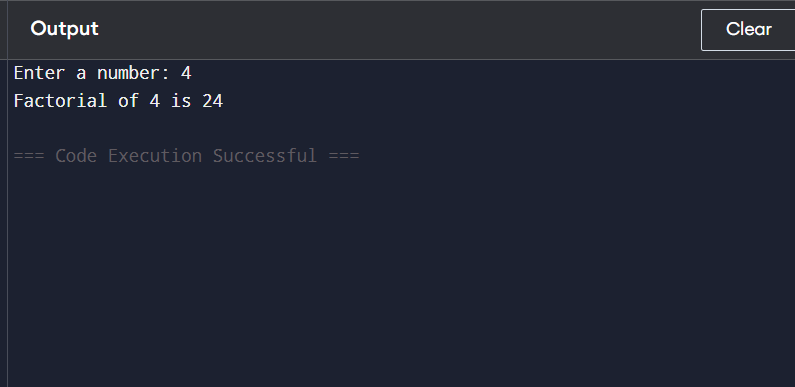 Output
Clear
Enter a number: 4
Factorial of 4 is 24
=== Code Execution Successful ===